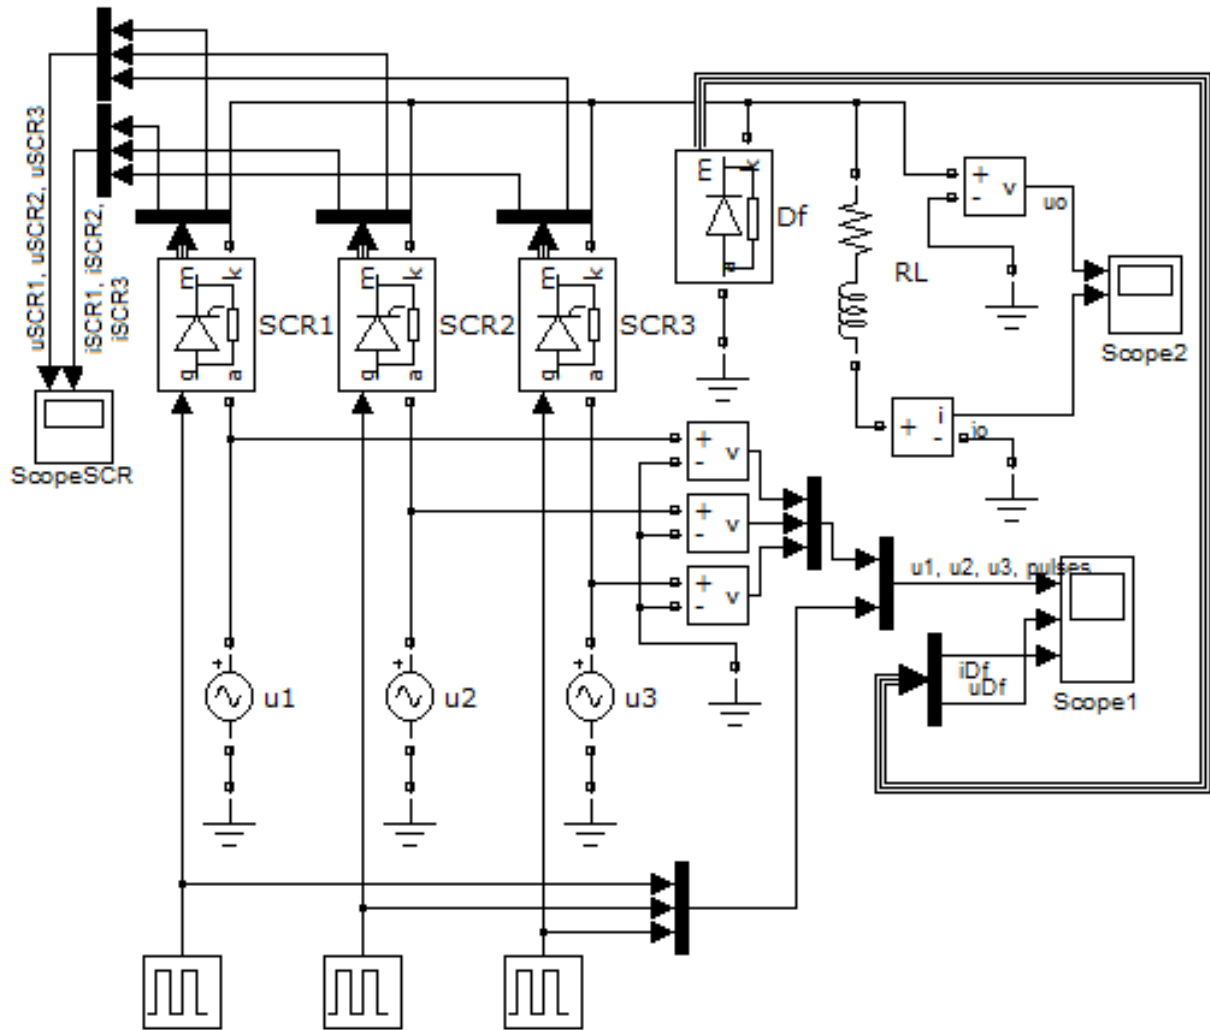 uSCR1, uSCR2, uSCR3
iSCR1, iSCR2,
iSCR3
m
k
Df
+
-
v
uo
RL
m
k
g
a
SCR1
m
k
g
a
SCR2
m
k
g
a
SCR3
Scope2
+
i
-
io
ScopeSCR
+
-
v
+
-
v
+
-
v
u1, u2, u3, pulses
iDf
uDf
Scope1
+
u1
+
u2
+
u3